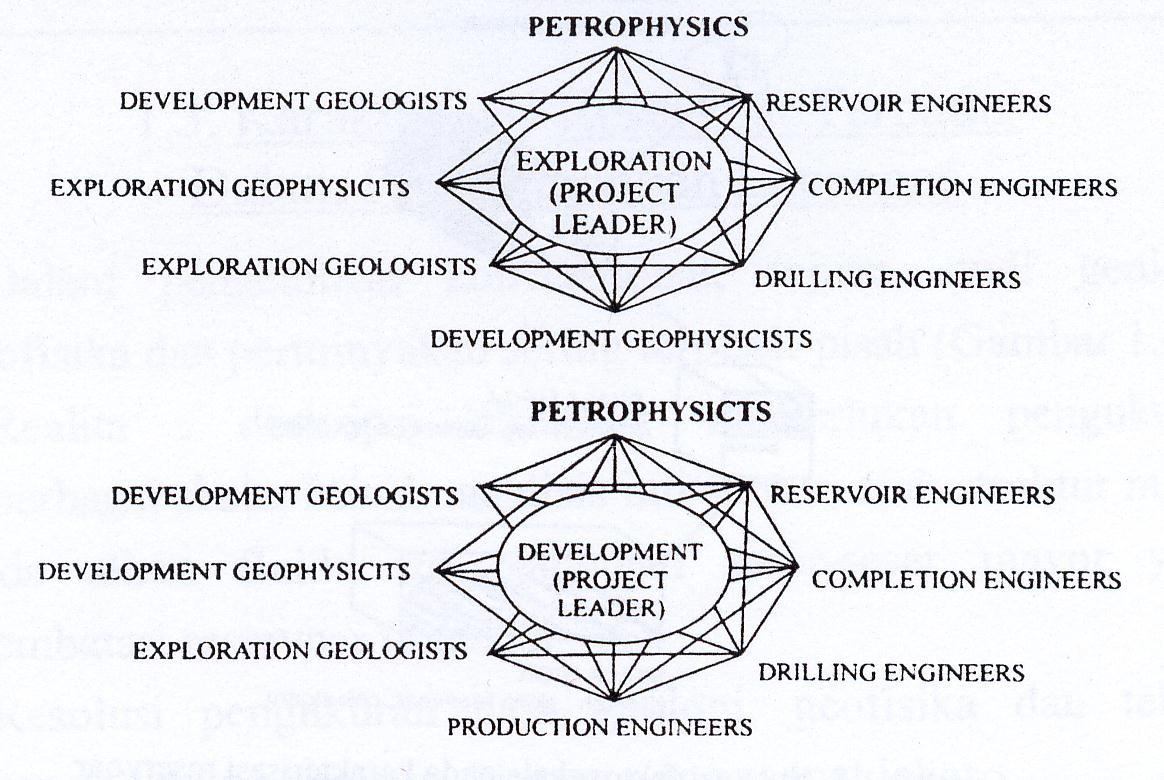 PETROPHYSICS
DEVELOPMENT GEOLOGISTS
RESERVOIR ENGINEERS
EXPLORATION
(PROJECT
LEADER)
EXPLORATION GEOPHYSICITS
COMPLETION ENGINEERS
EXPLORATION GEOLOGISTS
DRILLING ENGINEERS
DEVELOPMENT GEOPHYSICISTS
PETROPHYSICTS
DEVELOPMENT GEOLOGISTS
RESERVOIR ENGINEERS
DEVELOPMENT
(PROJECT
LEADER)
DEVELOPMENT GEOPHYSICITS
COMPLETION ENGINEERS
EXPLORATION GEOLOGISTS
DRILLING ENGINEERS
PRODUCTION ENGINEERS